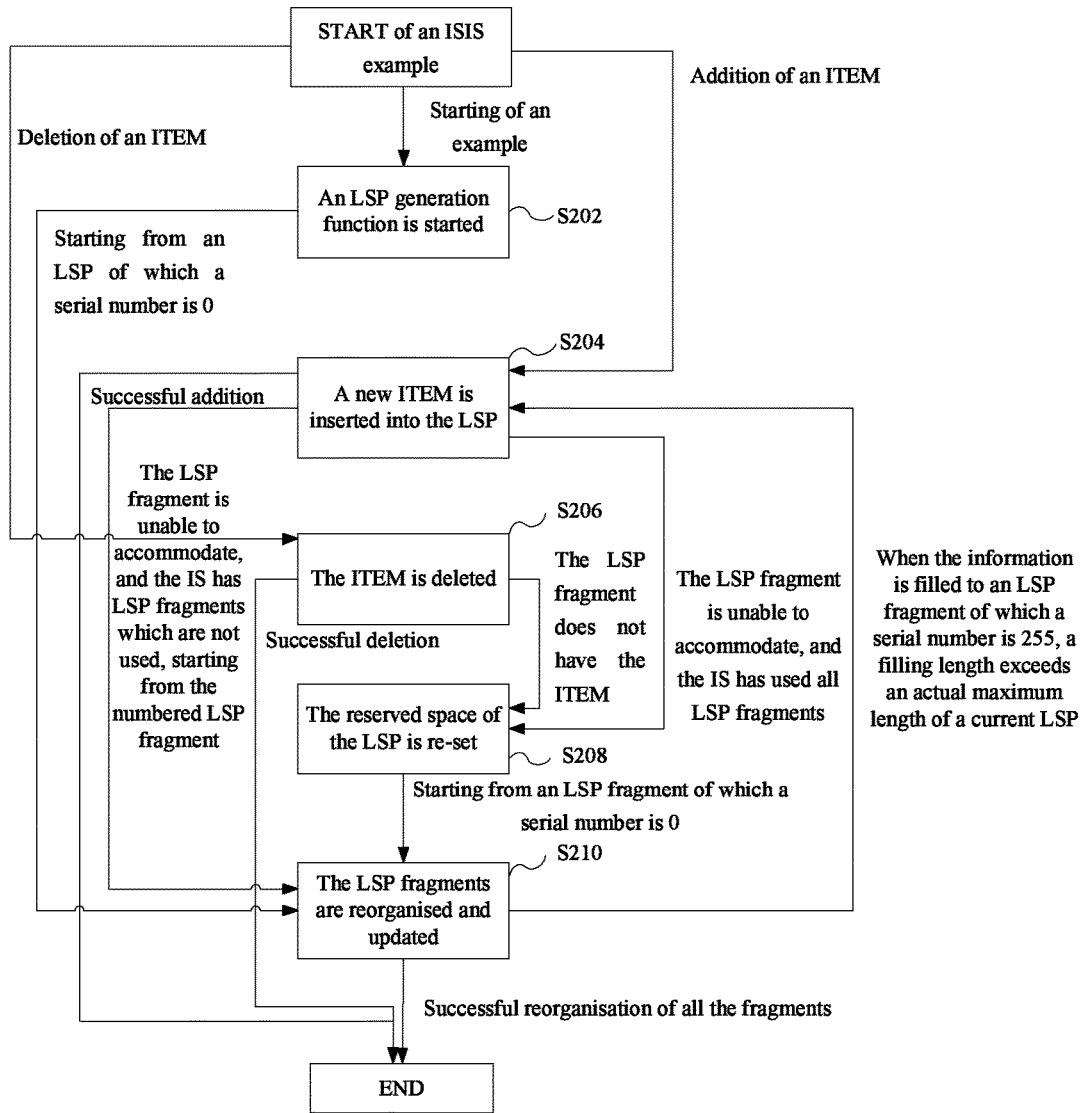 START of an ISIS
example
Addition of an ITEM
Starting of an
example
Deletion of an ITEM
An LSP generation
function is started
S202
Starting from an
LSP of which a
serial number is 0
S204
Successful addition
A new ITEM is
inserted into the LSP
The LSP
fragment is
unable to
accommodate,
and the IS has
LSP fragments
which are not
used, starting
from the
numbered LSP
fragment
S206
The ITEM is deleted
Successful deletion
The LSP
fragment
does not
have the
ITEM
The LSP fragment
is unable to
accommodate, and
the IS has used all
LSP fragments
When the information
is filled to an LSP
fragment of which a
serial number is 255, a
filling length exceeds
an actual maximum
length of a current LSP
The reserved space of
the LSP is re-set
S208
Starting from an LSP fragment of which a
serial number is 0
S210
The LSP fragments
are reorganised and
updated
Successful reorganisation of all the fragments
END